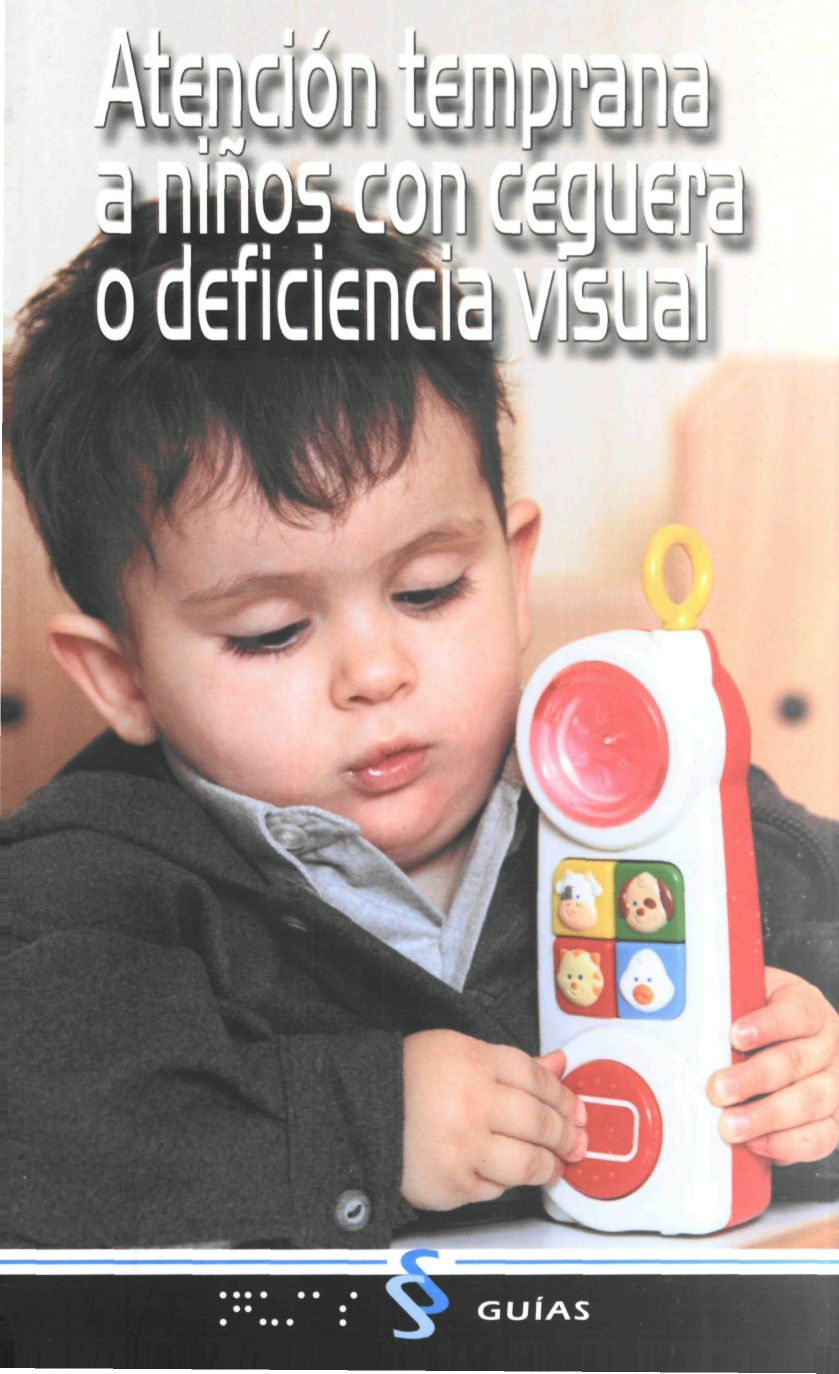 Atención temprana
a niños con ceguera
o deficiencia visual
GUÍAS